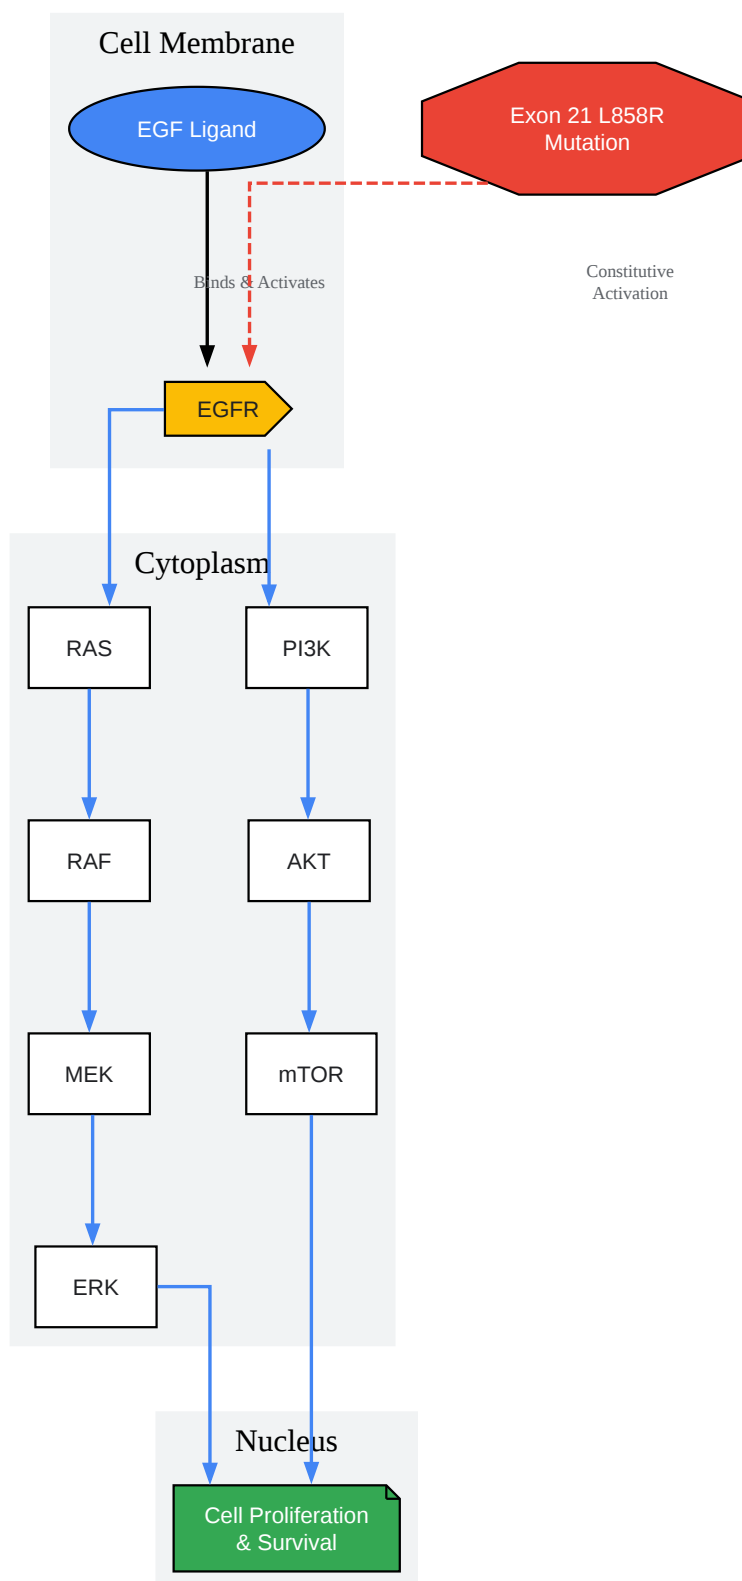 Cell Membrane
EGF Ligand
Exon 21 L858R
Mutation
Binds & Activates
Constitutive
Activation
EGFR
Cytoplasm
RAS
PI3K
RAF
AKT
MEK
mTOR
ERK
Nucleus
Cell Proliferation
& Survival